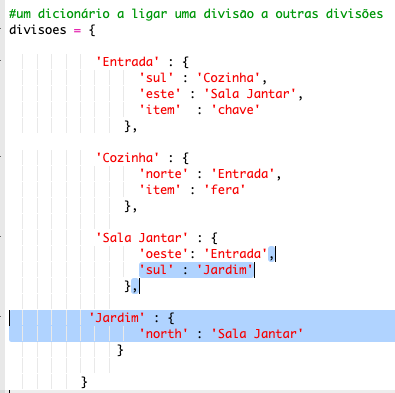 #um dicionário a ligar uma divisão a outras divisões
divisoes = {
'Entrada' : {
'sul' : 'Cozinha',
'este' : 'Sala Jantar',
'item' : 'chave'
},
'Cozinha' : {
'norte' : 'Entrada',
'item' : 'fera'
},
'Sala Jantar' : {
'oeste': 'Entrada',
'sul' : 'Jardim'
},
'Jardim' : {
'north' : 'Sala Jantar'
}
}